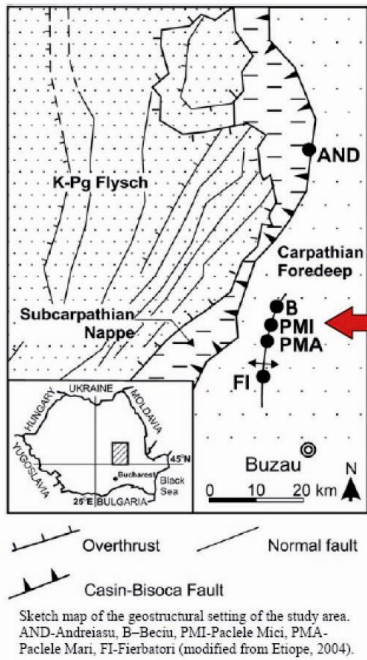 AND
K-Pg Flysch
Carpathian
Foredeep
B
Subcarpathian
Nappe
PMI
PMA
FI
UKRAINE
HUNGARY
MOLDAVIA
YUGOSLAVIA
45°N
Bucharest
Black
Sea
25°E
BULGARIA
Buzau
N
0 10 20 km
Overthrust
Normal fault
Casin-Bisoca Fault
Sketch map of the geostructural setting of the study area.
AND-Andreiasu, B–Beciu, PMI-Paclele Mici, PMA-
Paclele Mari, FI-Fierbatori (modified from Etiope, 2004).